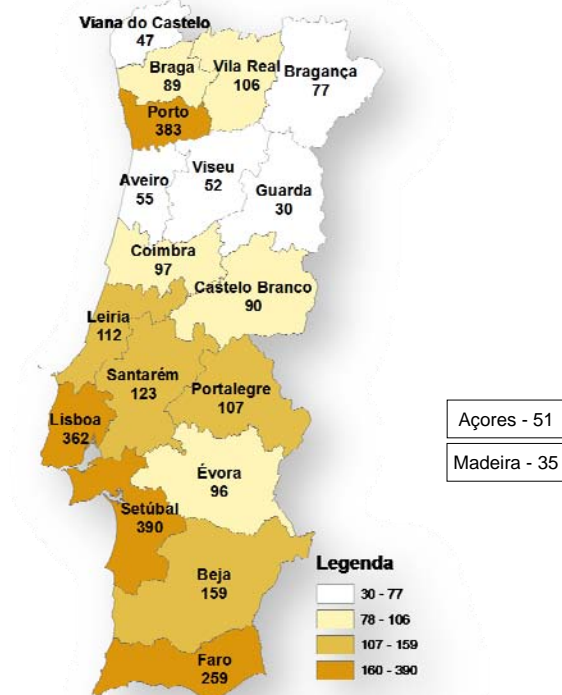 Viana do Castelo
47
Braga
89
Vila Real
106
Bragança
77
Porto
383
Aveiro
55
Viseu
52
Guarda
30
Coimbra
97
Castelo Branco
90
Leiria
112
Santarém
123
Portalegre
107
Lisboa
362
Açores - 51
Madeira - 35
Évora
96
Setúbal
390
Beja
159
Faro
259
Legenda
30 - 77
78 - 106
107 - 159
160 - 390